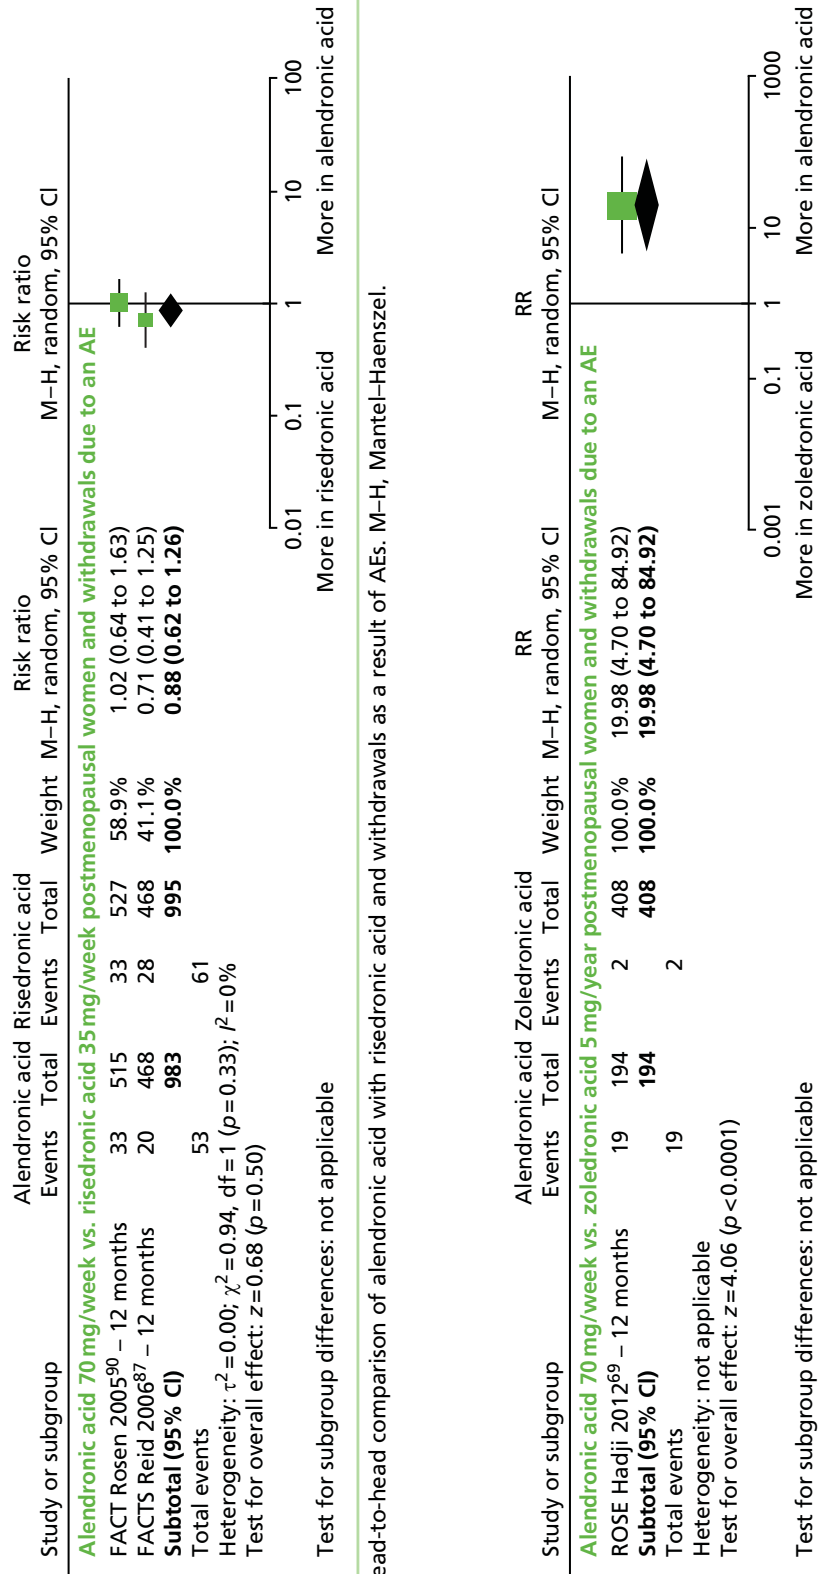 Alendronic acid Risedronic acid Risk ratio Risk ratio
Study or subgroup Events Total Events Total Weight M–H, random, 95% CI M–H, random, 95% CI
Alendronic acid 70 mg/week vs. risedronic acid 35 mg/week postmenopausal women and withdrawals due to an AE
FACT Rosen 2005⁹⁰ – 12 months 33 515 33 527 58.9% 1.02 (0.64 to 1.63)
FACTS Reid 2006⁸⁷ – 12 months 20 468 28 468 41.1% 0.71 (0.41 to 1.25)
Subtotal (95% CI) 983 995 100.0% 0.88 (0.62 to 1.26)
Total events 53 61
Heterogeneity: τ²=0.00; χ²=0.94, df=1 (p=0.33); I²=0%
Test for overall effect: z=0.68 (p=0.50)
0.01 0.1 1 10 100
Test for subgroup differences: not applicable More in risedronic acid More in alendronic acid
ead-to-head comparison of alendronic acid with risedronic acid and withdrawals as a result of AEs. M–H, Mantel–Haenszel.
Alendronic acid Zoledronic acid RR RR
Study or subgroup Events Total Events Total Weight M–H, random, 95% CI M–H, random, 95% CI
Alendronic acid 70 mg/week vs. zoledronic acid 5 mg/year postmenopausal women and withdrawals due to an AE
ROSE Hadji 2012⁶⁹ – 12 months 19 194 2 408 100.0% 19.98 (4.70 to 84.92)
Subtotal (95% CI) 194 408 100.0% 19.98 (4.70 to 84.92)
Total events 19 2
Heterogeneity: not applicable
Test for overall effect: z=4.06 (p<0.0001)
0.001 0.1 1 10 1000
Test for subgroup differences: not applicable More in zoledronic acid More in alendronic acid